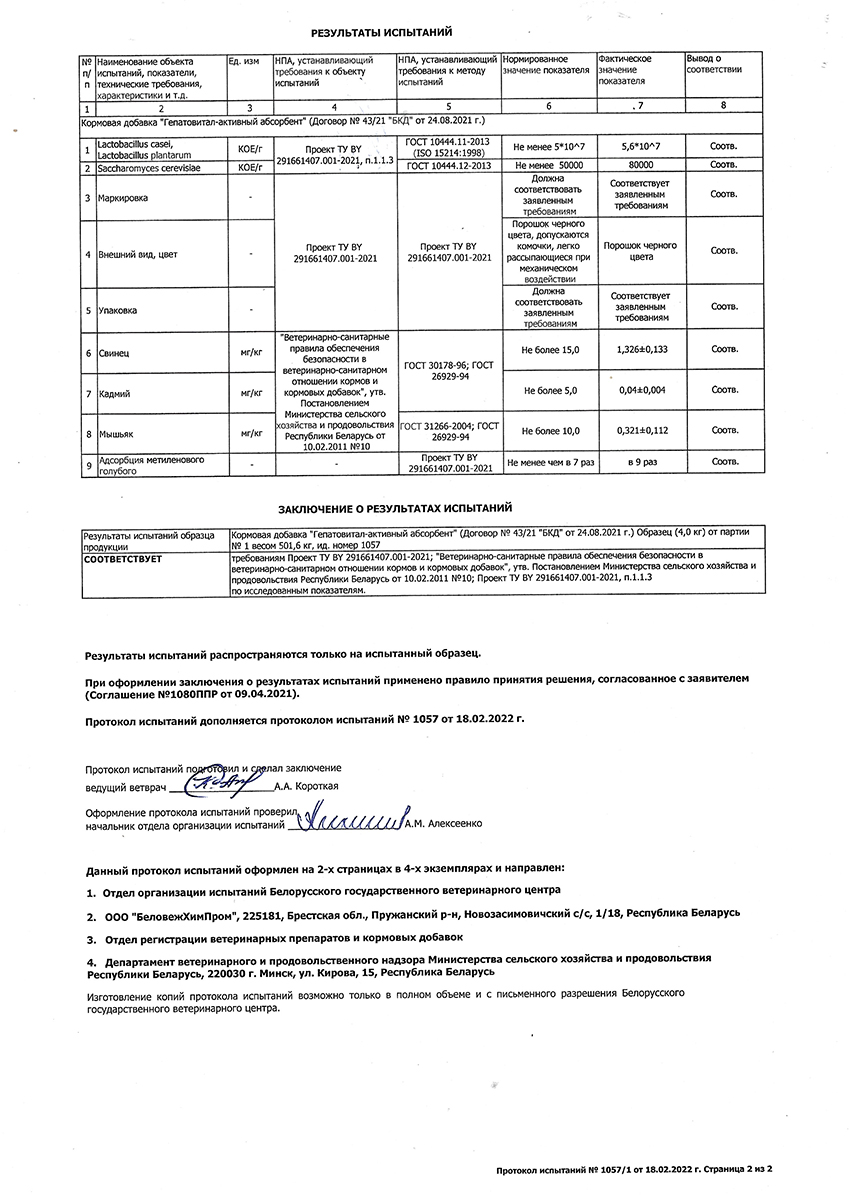 РЕЗУЛЬТАТЫ ИСПЫТАНИЙ
№ п/п | Наименование объекта испытаний, показатели, технические требования, характеристики и т.д. | Ед. изм | НПА, устанавливающий требования к объекту испытаний | НПА, устанавливающий требования к методу испытаний | Нормированное значение показателя | Фактическое значение показателя | Вывод о соответствии
1 | 2 | 3 | 4 | 5 | 6 | . 7 | 8
Кормовая добавка "Гепатовитал-активный абсорбент" (Договор № 43/21 "БКД" от 24.08.2021 г.)
1 | Lactobacillus casei, Lactobacillus plantarum | КОЕ/г | Проект ТУ BY 291661407.001-2021, п.1.1.3 | ГОСТ 10444.11-2013 (ISO 15214:1998) | Не менее 5*10^7 | 5,6*10^7 | Соотв.
2 | Saccharomyces cerevisiae | КОЕ/г | ГОСТ 10444.12-2013 | Не менее 50000 | 80000 | Соотв.
3 | Маркировка | - | Должна соответствовать заявленным требованиям | Соответствует заявленным требованиям | Соотв.
4 | Внешний вид, цвет | - | Проект ТУ BY 291661407.001-2021 | Проект ТУ BY 291661407.001-2021 | Порошок черного цвета, допускаются комочки, легко рассыпающиеся при механическом воздействии | Порошок черного цвета | Соотв.
5 | Упаковка | - | Должна соответствовать заявленным требованиям | Соответствует заявленным требованиям | Соотв.
6 | Свинец | мг/кг | "Ветеринарно-санитарные правила обеспечения безопасности в ветеринарно-санитарном отношении кормов и кормовых добавок", утв. Постановлением Министерства сельского хозяйства и продовольствия Республики Беларусь от 10.02.2011 №10 | ГОСТ 30178-96; ГОСТ 26929-94 | Не более 15,0 | 1,326±0,133 | Соотв.
7 | Кадмий | мг/кг | Не более 5,0 | 0,04±0,004 | Соотв.
8 | Мышьяк | мг/кг | ГОСТ 31266-2004; ГОСТ 26929-94 | Не более 10,0 | 0,321±0,112 | Соотв.
9 | Адсорбция метиленового голубого | - | - | Проект ТУ BY 291661407.001-2021 | Не менее чем в 7 раз | в 9 раз | Соотв.
ЗАКЛЮЧЕНИЕ О РЕЗУЛЬТАТАХ ИСПЫТАНИЙ
Результаты испытаний образца продукции | Кормовая добавка "Гепатовитал-активный абсорбент" (Договор № 43/21 "БКД" от 24.08.2021 г.) Образец (4,0 кг) от партии № 1 весом 501,6 кг, ид. номер 1057
СООТВЕТСТВУЕТ | требованиям Проект ТУ BY 291661407.001-2021; "Ветеринарно-санитарные правила обеспечения безопасности в ветеринарно-санитарном отношении кормов и кормовых добавок", утв. Постановлением Министерства сельского хозяйства и продовольствия Республики Беларусь от 10.02.2011 №10; Проект ТУ BY 291661407.001-2021, п.1.1.3 по исследованным показателям.
Результаты испытаний распространяются только на испытанный образец.
При оформлении заключения о результатах испытаний применено правило принятия решения, согласованное с заявителем
(Соглашение №1080ППР от 09.04.2021).
Протокол испытаний дополняется протоколом испытаний № 1057 от 18.02.2022 г.
Протокол испытаний подготовил и сделал заключение
ведущий ветврач А.А. Короткая
Оформление протокола испытаний проверил
начальник отдела организации испытаний А.М. Алексеенко
Данный протокол испытаний оформлен на 2-х страницах в 4-х экземплярах и направлен:
1. Отдел организации испытаний Белорусского государственного ветеринарного центра
2. ООО "БеловежХимПром", 225181, Брестская обл., Пружанский р-н, Новозасимовичский с/с, 1/18, Республика Беларусь
3. Отдел регистрации ветеринарных препаратов и кормовых добавок
4. Департамент ветеринарного и продовольственного надзора Министерства сельского хозяйства и продовольствия
Республики Беларусь, 220030 г. Минск, ул. Кирова, 15, Республика Беларусь
Изготовление копий протокола испытаний возможно только в полном объеме и с письменного разрешения Белорусского
государственного ветеринарного центра.
Протокол испытаний № 1057/1 от 18.02.2022 г. Страница 2 из 2